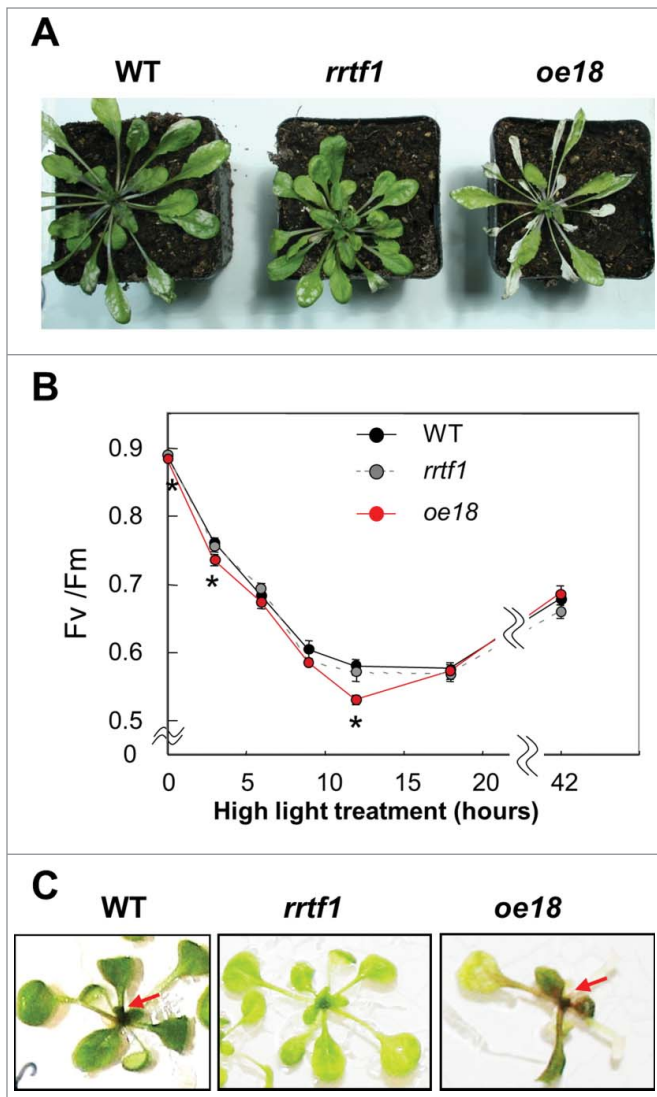 A
WT rrtf1 oe18
B
0.9
0.8
0.7
0.6
0.5
0
Fv /Fm
WT
rrtf1
oe18
*
*
*
0 5 10 15 20 42
High light treatment (hours)
C
WT rrtf1 oe18